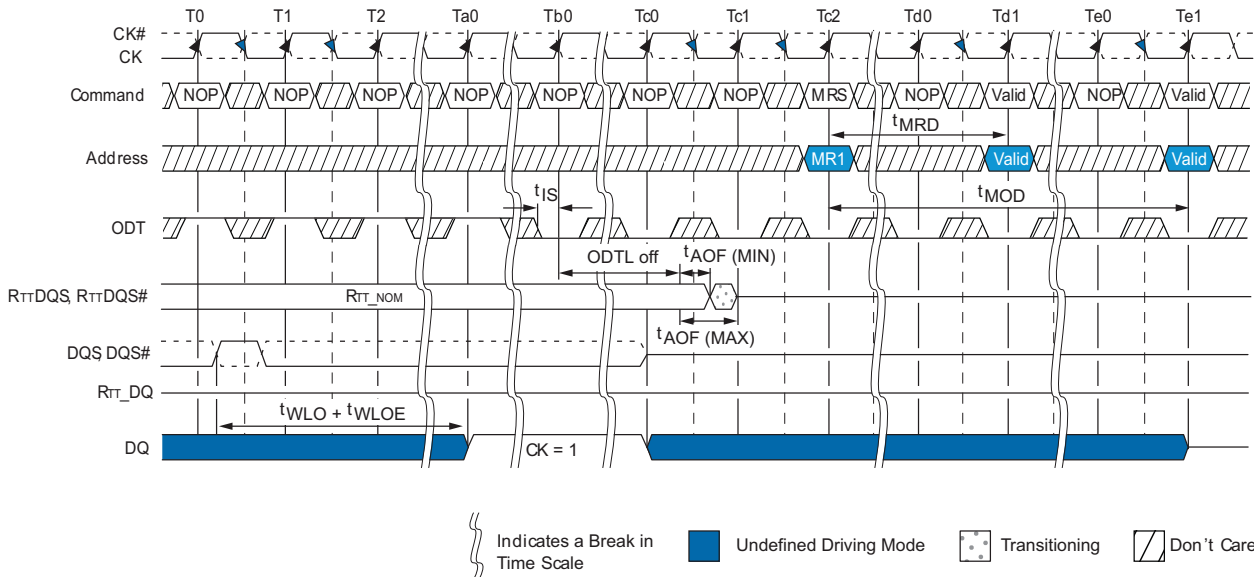 T0 T1 T2 Ta0 Tb0 Tc0 Tc1 Tc2 Td0 Td1 Te0 Te1
CK#
CK
Command NOP NOP NOP NOP NOP NOP NOP MRS NOP Valid NOP Valid
tMRD
Address MR1 Valid Valid
tIS
tMOD
ODT
ODTL off tAOF (MIN)
RTTDQS, RTTDQS# RTT_NOM
tAOF (MAX)
DQS, DQS#
RTT_DQ
tWLO + tWLOE
DQ CK = 1
Indicates a Break in
Time Scale
Undefined Driving Mode
Transitioning
Don't Care